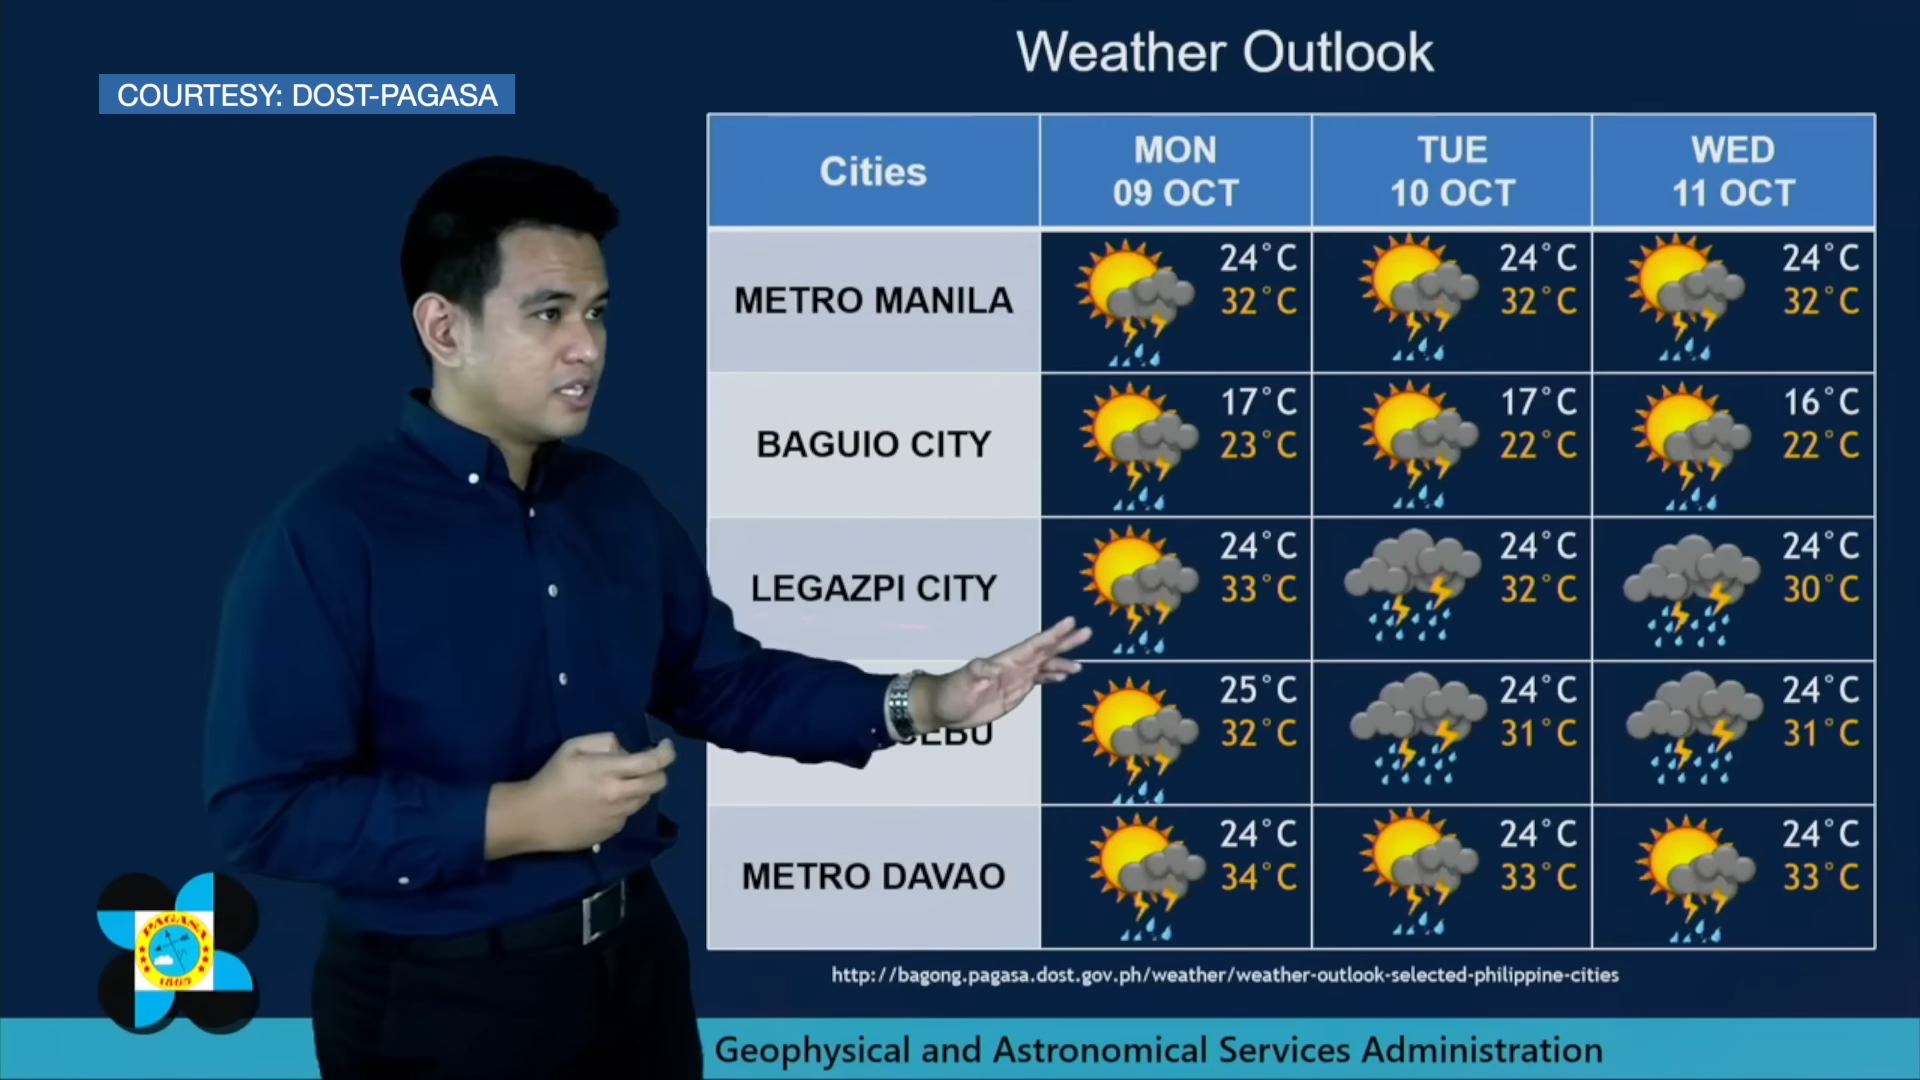 Weather Outlook
COURTESY: DOST-PAGASA
Cities
MON
09 OCT
TUE
10 OCT
WED
11 OCT
METRO MANILA
24°C
32°C
24°C
32°C
24°C
32°C
BAGUIO CITY
17°C
23°C
17°C
22°C
16°C
22°C
LEGAZPI CITY
24°C
33°C
24°C
32°C
24°C
30°C
25°C
32°C
24°C
31°C
24°C
31°C
METRO DAVAO
24°C
34°C
24°C
33°C
24°C
33°C
PAGASA
1865
http://bagong.pagasa.dost.gov.ph/weather/weather-outlook-selected-philippine-cities
Geophysical and Astronomical Services Administration